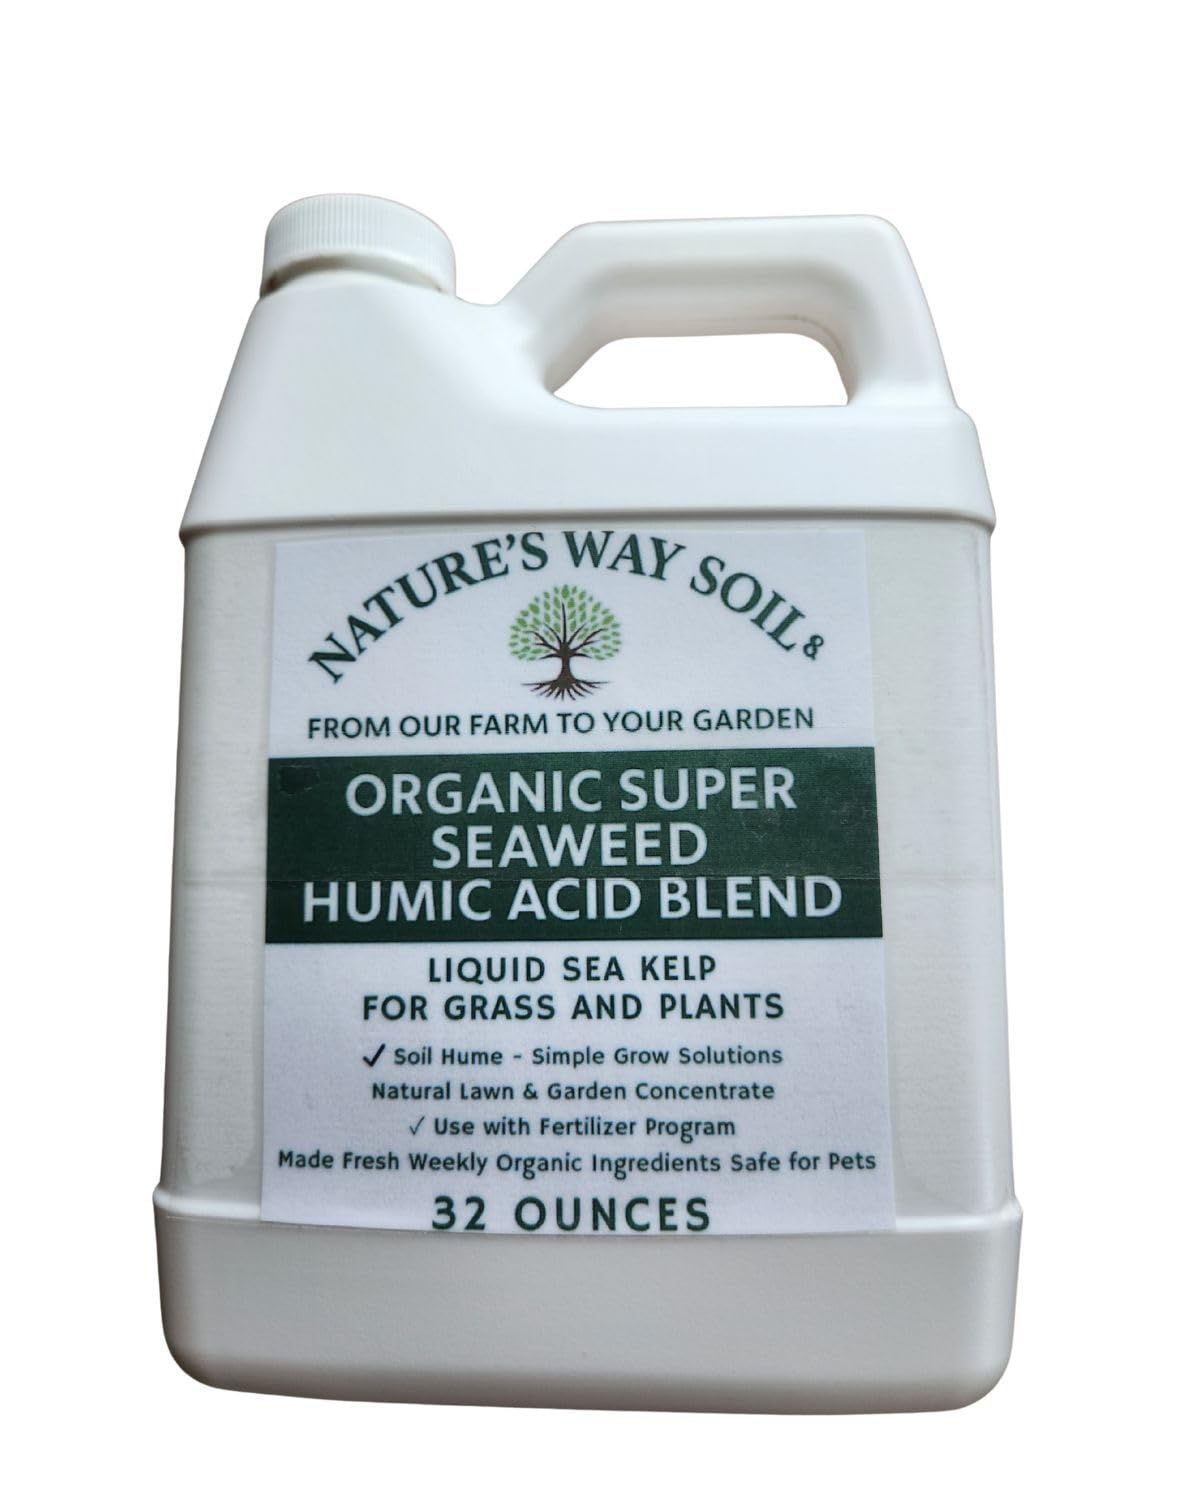 NATURE'S WAY SOIL &
FROM OUR FARM TO YOUR GARDEN
ORGANIC SUPER
SEAWEED
HUMIC ACID BLEND
LIQUID SEA KELP
FOR GRASS AND PLANTS
✓ Soil Hume - Simple Grow Solutions
Natural Lawn & Garden Concentrate
✓ Use with Fertilizer Program
Made Fresh Weekly Organic Ingredients Safe for Pets
32 OUNCES